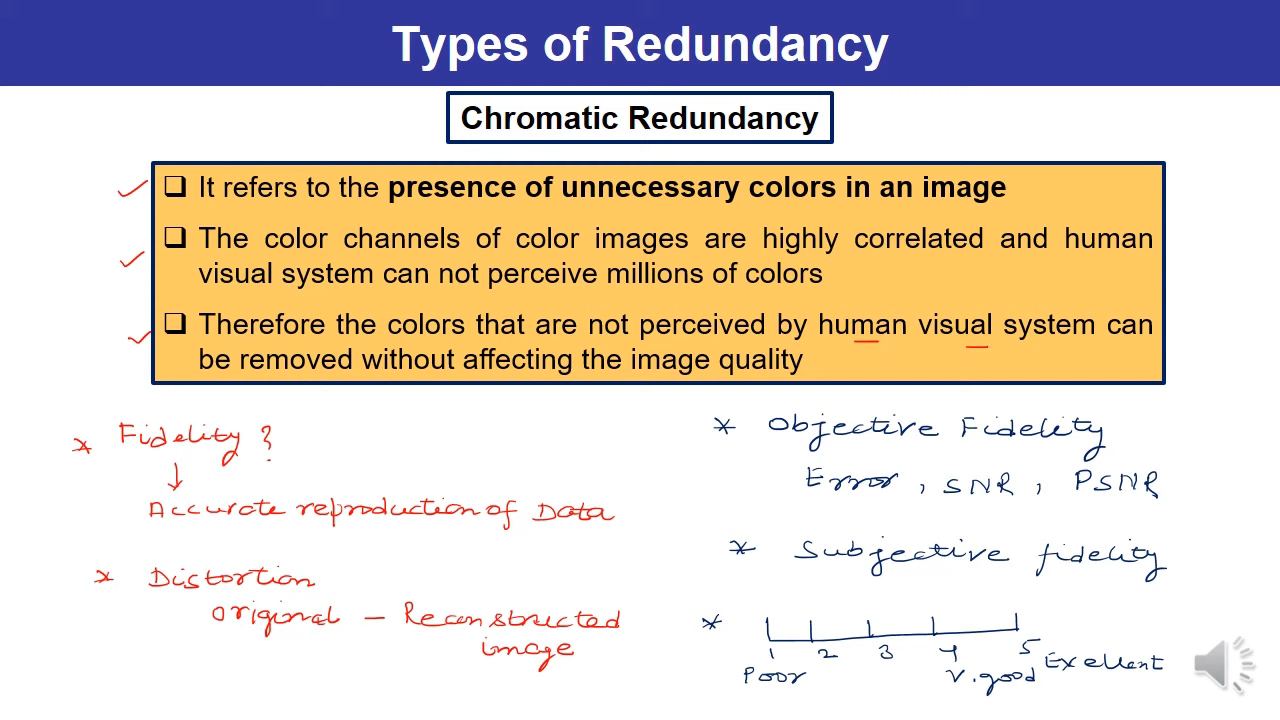 Types of Redundancy
Chromatic Redundancy
It refers to the presence of unnecessary colors in an image
The color channels of color images are highly correlated and human
visual system can not perceive millions of colors
Therefore the colors that are not perceived by human visual system can
be removed without affecting the image quality
* Fidelity ?
↓
Accurate reproduction of Data
* Distortion
original – Reconstructed
image
* Objective Fidelity
Error, SNR, PSNR
* Subjective fidelity
*
1 2 3 4 5
Poor V.good Exellent